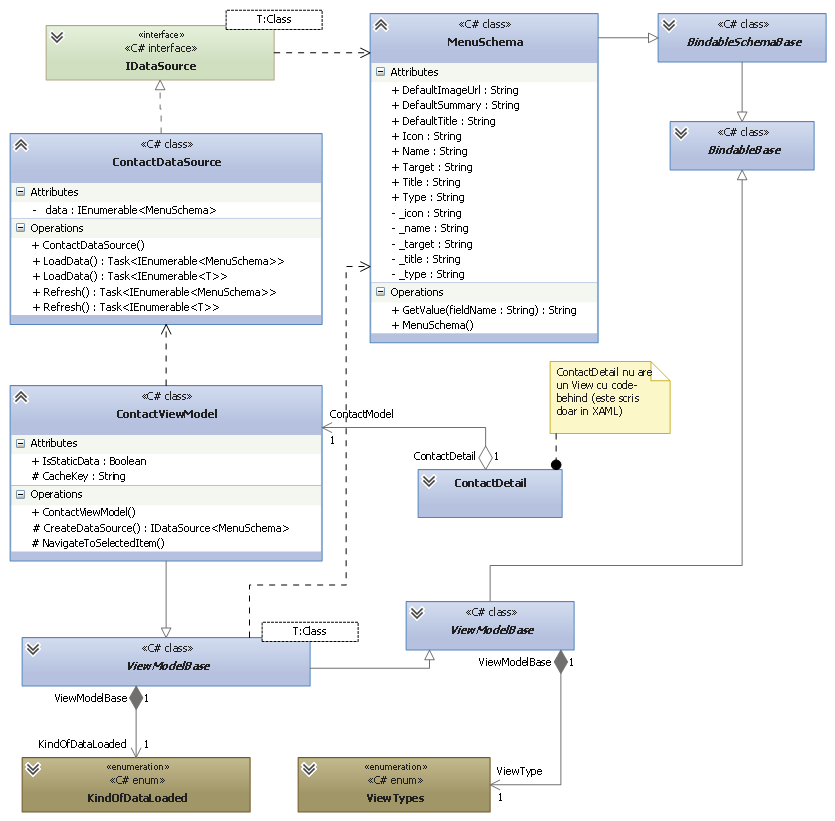 T:Class
«interface»
«C# interface»
IDataSource
«C# class»
MenuSchema
Attributes
+ DefaultImageUrl : String
+ DefaultSummary : String
+ DefaultTitle : String
+ Icon : String
+ Name : String
+ Target : String
+ Title : String
+ Type : String
- _icon : String
- _name : String
- _target : String
- _title : String
- _type : String
Operations
+ GetValue(fieldName : String) : String
+ MenuSchema()
«C# class»
BindableSchemaBase
«C# class»
BindableBase
«C# class»
ContactDataSource
Attributes
- data : IEnumerable<MenuSchema>
Operations
+ ContactDataSource()
+ LoadData() : Task<IEnumerable<MenuSchema>>
+ LoadData() : Task<IEnumerable<T>>
+ Refresh() : Task<IEnumerable<MenuSchema>>
+ Refresh() : Task<IEnumerable<T>>
«C# class»
ContactViewModel
Attributes
+ IsStaticData : Boolean
# CacheKey : String
Operations
+ ContactViewModel()
# CreateDataSource() : IDataSource<MenuSchema>
# NavigateToSelectedItem()
ContactModel
1
ContactDetail
1
ContactDetail nu are
un View cu code-
behind (este scris
doar in XAML)
ContactDetail
T:Class
«C# class»
ViewModelBase
«C# class»
ViewModelBase
ViewModelBase
1
KindOfDataLoaded
1
ViewModelBase
1
ViewType
1
«enumeration»
«C# enum»
KindOfDataLoaded
«enumeration»
«C# enum»
ViewTypes